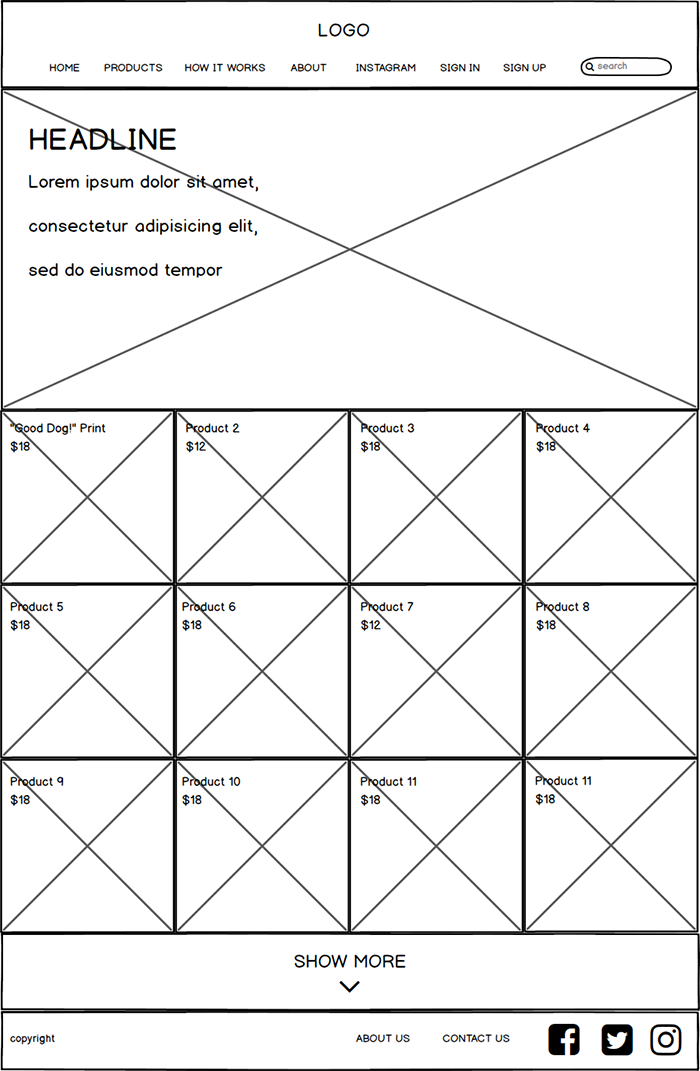 LOGO
HOME PRODUCTS HOW IT WORKS ABOUT INSTAGRAM SIGN IN SIGN UP search
HEADLINE
Lorem ipsum dolor sit amet,
consectetur adipisicing elit,
sed do eiusmod tempor
"Good Dog!" Print
$18
Product 2
$12
Product 3
$18
Product 4
$18
Product 5
$18
Product 6
$18
Product 7
$12
Product 8
$18
Product 9
$18
Product 10
$18
Product 11
$18
Product 11
$18
SHOW MORE
copyright ABOUT US CONTACT US